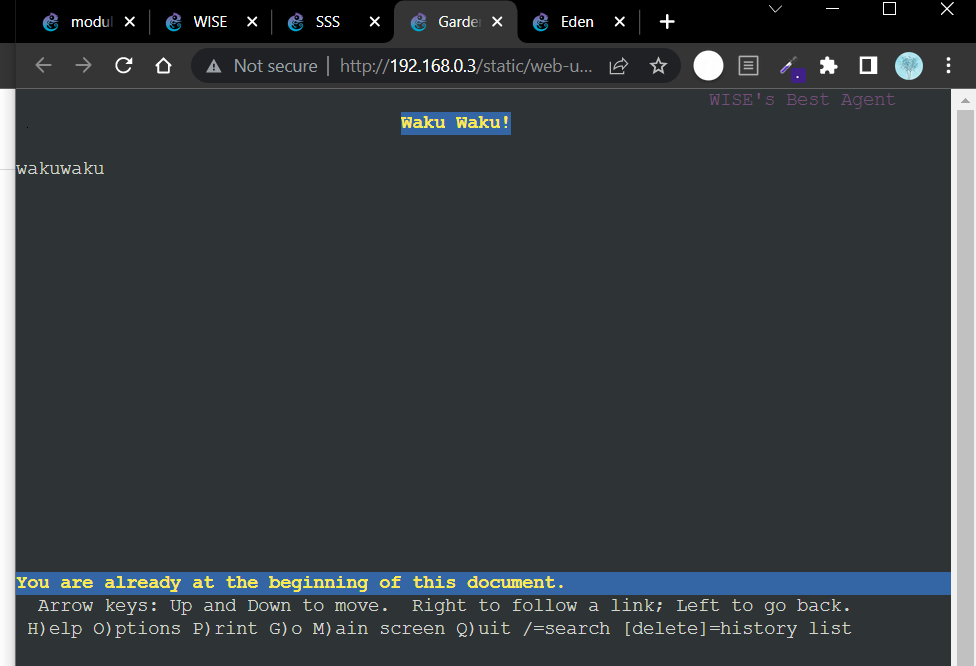 modul
WISE
SSS
Garde
Eden
Not secure | http://192.168.0.3/static/web-u...
WISE's Best Agent
Waku Waku!
wakuwaku
You are already at the beginning of this document.
Arrow keys: Up and Down to move.  Right to follow a link; Left to go back.
H)elp O)ptions P)rint G)o M)ain screen Q)uit /=search [delete]=history list